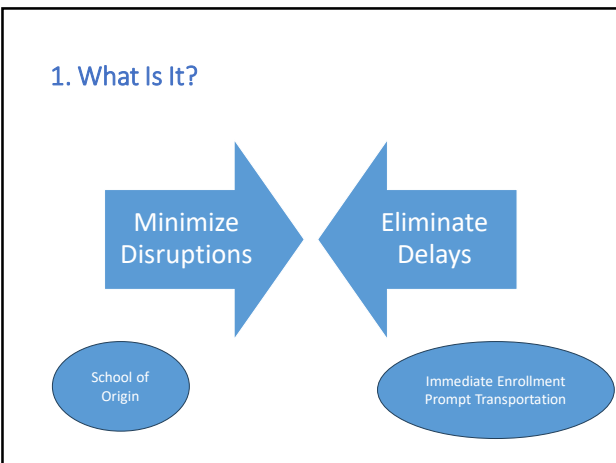 1. What Is It?
Minimize
Disruptions
Eliminate
Delays
School of
Origin
Immediate Enrollment
Prompt Transportation